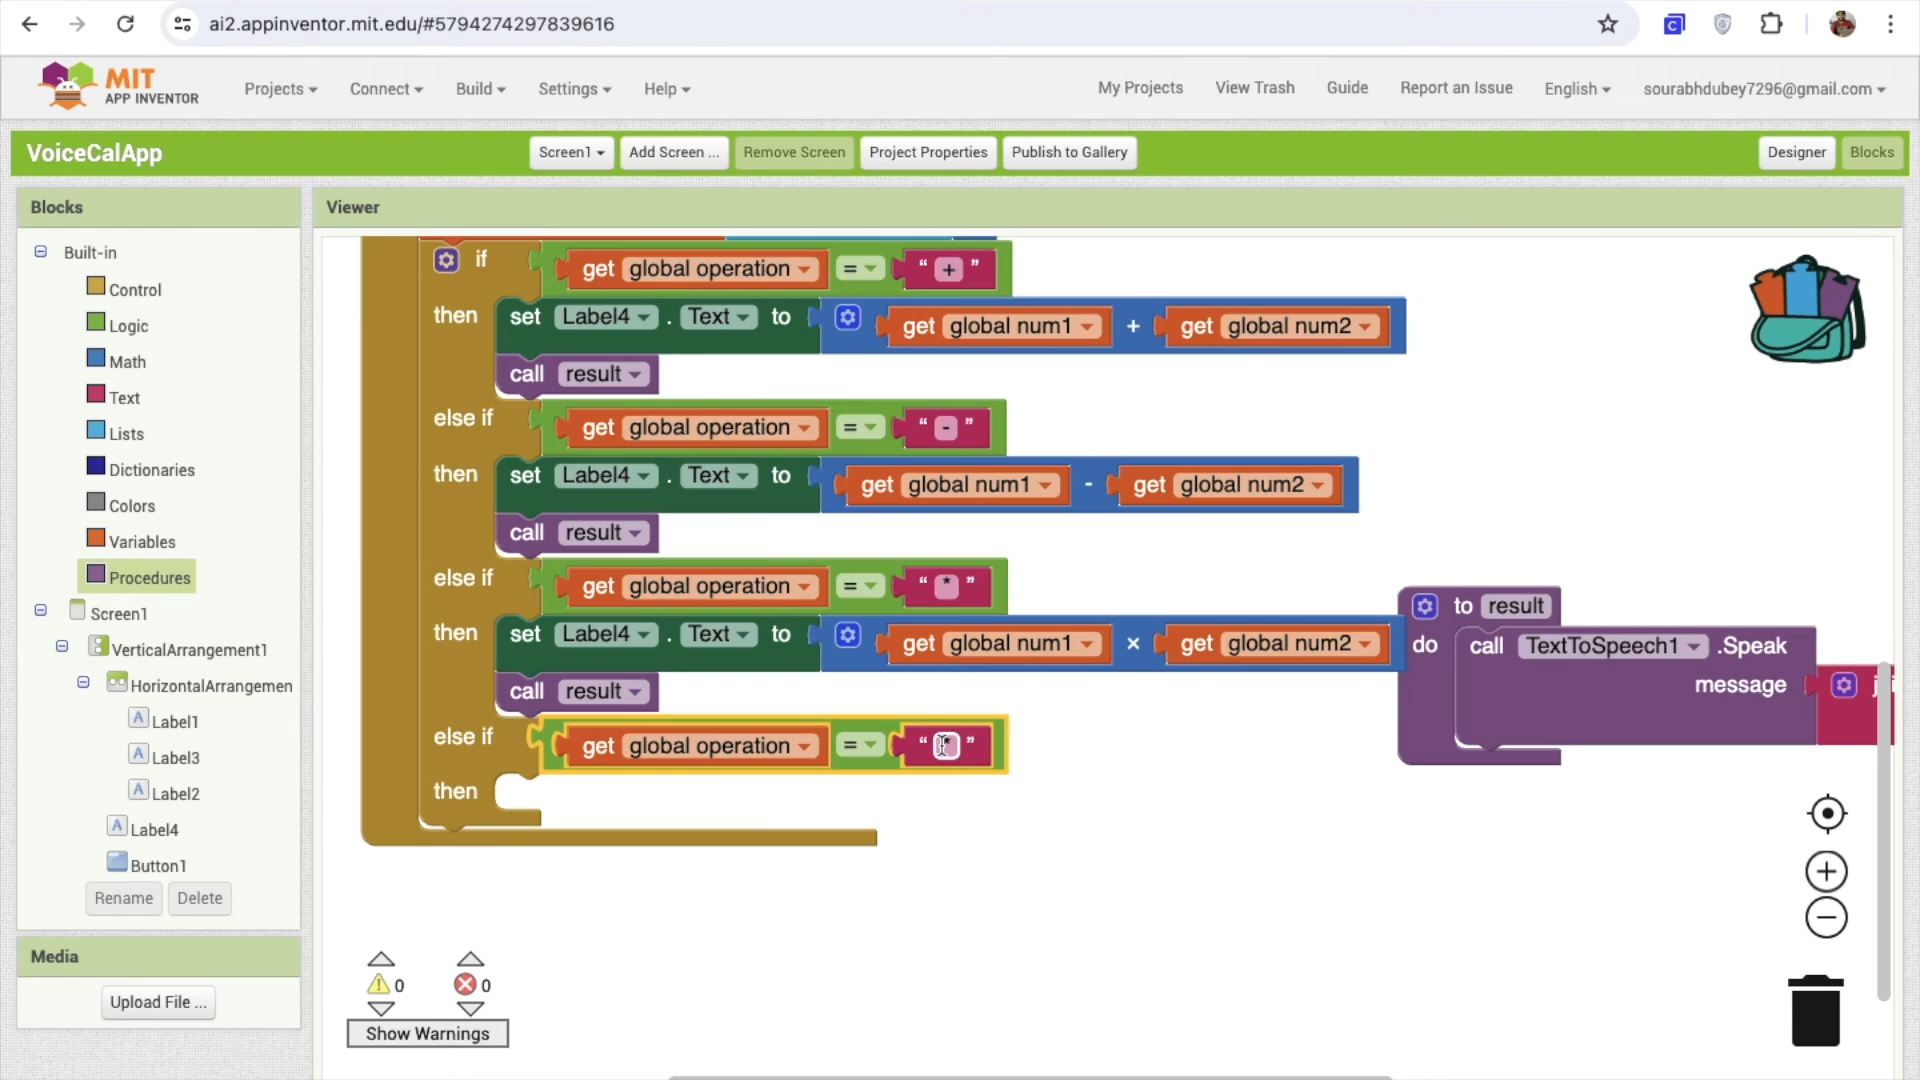 ai2.appinventor.mit.edu/#5794274297839616
MIT
APP INVENTOR
Projects
Connect
Build
Settings
Help
My Projects
View Trash
Guide
Report an Issue
English
sourabhdubey7296@gmail.com
VoiceCalApp
Screen1
Add Screen ...
Remove Screen
Project Properties
Publish to Gallery
Designer
Blocks
Blocks
Built-in
Control
Logic
Math
Text
Lists
Dictionaries
Colors
Variables
Procedures
Screen1
VerticalArrangement1
HorizontalArrangemen
Label1
Label3
Label2
Label4
Button1
Rename
Delete
Media
Upload File ...
Viewer
if get global operation = “ + ”
then set Label4 . Text to get global num1 + get global num2
call result
else if get global operation = “ - ”
then set Label4 . Text to get global num1 - get global num2
call result
else if get global operation = “ * ”
then set Label4 . Text to get global num1 × get global num2
call result
else if get global operation = “ * ”
then
to result
do call TextToSpeech1 .Speak
message
0
0
Show Warnings